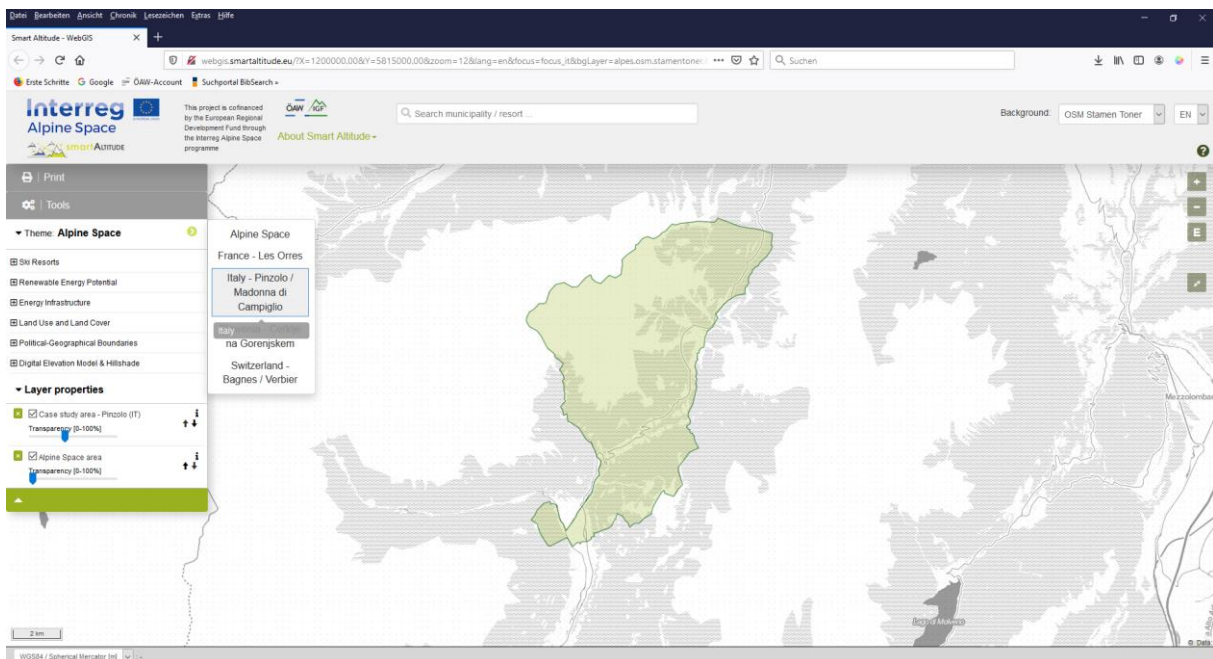 Datei Bearbeiten Ansicht Chronik Lesezeichen Extras Hilfe
Smart Altitude - WebGIS
webgis.smartaltitude.eu/?X=1200000.00&Y=5815000.00&zoom=12&lang=en&focus=focus_it&bgLayer=alpes.osm.stamentoner
Suchen
Erste Schritte Google ÖAW-Account Suchportal BibSearch »
Interreg
Alpine Space
smartALTITUDE
This project is cofinanced
by the European Regional
Development Fund through
the Interreg Alpine Space
programme
ÖAW IGF
About Smart Altitude
Search municipality / resort ...
Background: OSM Stamen Toner EN
Print
Tools
Theme: Alpine Space
Ski Resorts
Renewable Energy Potential
Energy Infrastructure
Land Use and Land Cover
Political-Geographical Boundaries
Digital Elevation Model & Hillshade
Layer properties
Case study area - Pinzolo (IT)
Transparency [0-100%]
Alpine Space area
Transparency [0-100%]
Alpine Space
France - Les Orres
Italy - Pinzolo /
Madonna di
Campiglio
Italy
na Gorenjskem
Switzerland -
Bagnes / Verbier
E
Lago di Molveno
2 km
© Data:
WGS84 / Spherical Mercator [m]